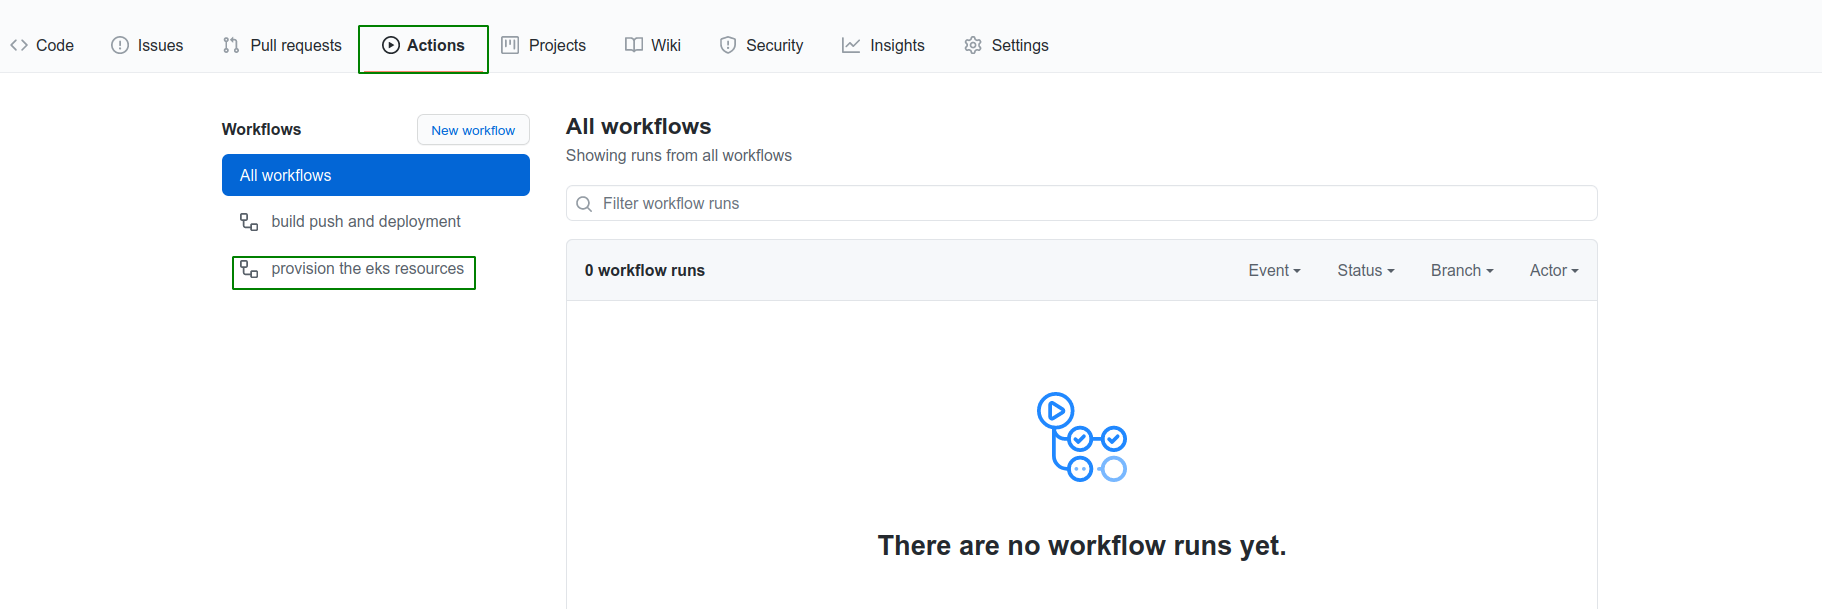 Code Issues Pull requests Actions Projects Wiki Security Insights Settings
Workflows New workflow
All workflows
build push and deployment
provision the eks resources
All workflows
Showing runs from all workflows
Filter workflow runs
0 workflow runs Event Status Branch Actor
There are no workflow runs yet.